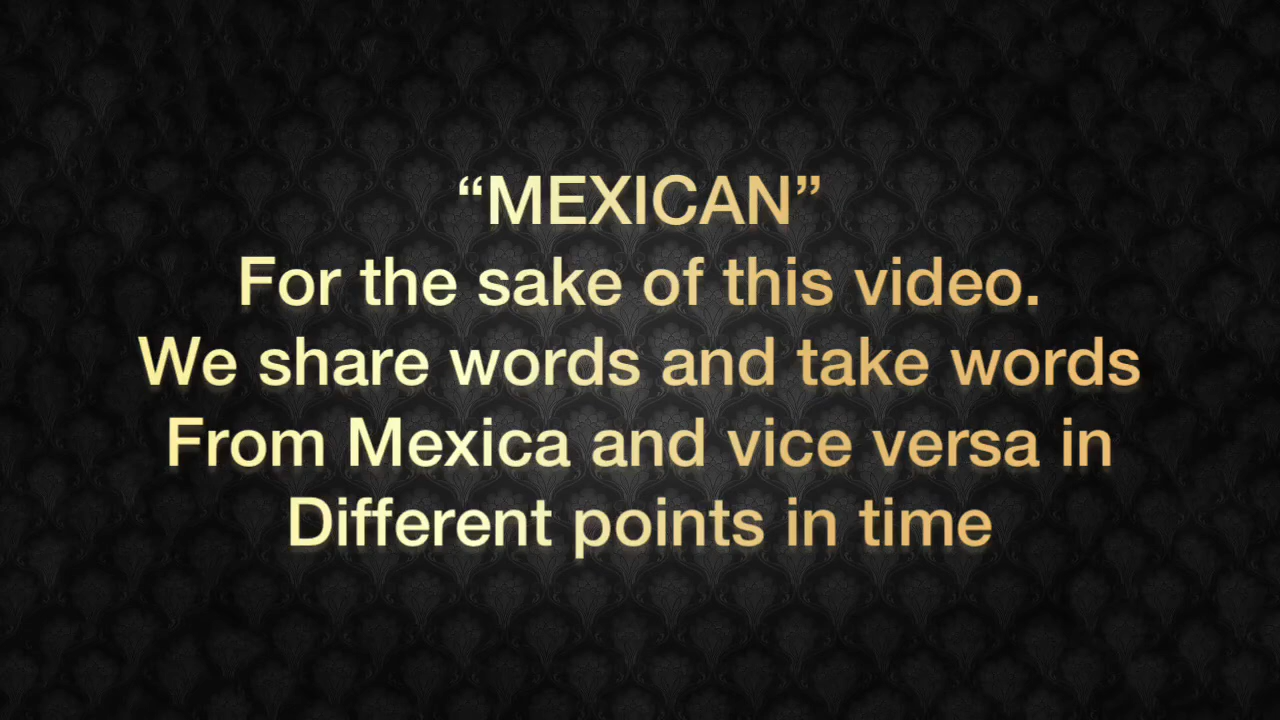 “MEXICAN”
For the sake of this video.
We share words and take words
From Mexica and vice versa in
Different points in time